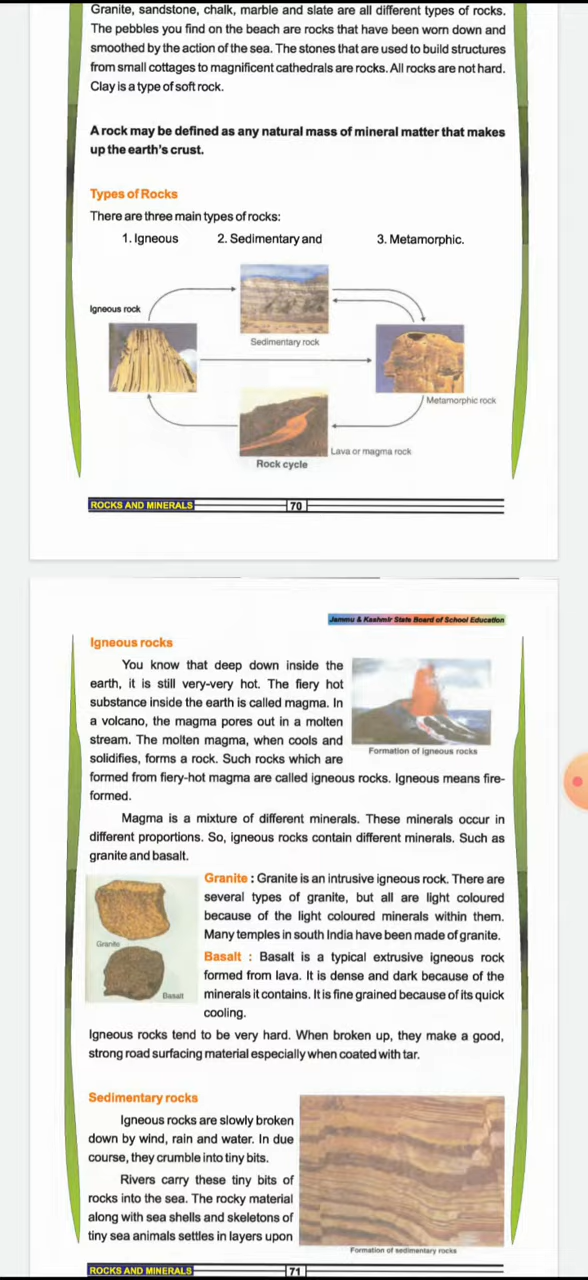 Granite, sandstone, chalk, marble and slate are all different types of rocks.
The pebbles you find on the beach are rocks that have been worn down and
smoothed by the action of the sea. The stones that are used to build structures
from small cottages to magnificent cathedrals are rocks. All rocks are not hard.
Clay is a type of soft rock.
A rock may be defined as any natural mass of mineral matter that makes
up the earth's crust.
Types of Rocks
There are three main types of rocks:
1. Igneous 2. Sedimentary and 3. Metamorphic.
Igneous rock
Sedimentary rock
Metamorphic rock
Lava or magma rock
Rock cycle
ROCKS AND MINERALS 70
Jammu & Kashmir State Board of School Education
Igneous rocks
You know that deep down inside the
earth, it is still very-very hot. The fiery hot
substance inside the earth is called magma. In
a volcano, the magma pores out in a molten
stream. The molten magma, when cools and
solidifies, forms a rock. Such rocks which are
Formation of igneous rocks
formed from fiery-hot magma are called igneous rocks. Igneous means fire-
formed.
Magma is a mixture of different minerals. These minerals occur in
different proportions. So, igneous rocks contain different minerals. Such as
granite and basalt.
Granite : Granite is an intrusive igneous rock. There are
several types of granite, but all are light coloured
because of the light coloured minerals within them.
Many temples in south India have been made of granite.
Granite
Basalt : Basalt is a typical extrusive igneous rock
formed from lava. It is dense and dark because of the
minerals it contains. It is fine grained because of its quick
cooling.
Basalt
Igneous rocks tend to be very hard. When broken up, they make a good,
strong road surfacing material especially when coated with tar.
Sedimentary rocks
Igneous rocks are slowly broken
down by wind, rain and water. In due
course, they crumble into tiny bits.
Rivers carry these tiny bits of
rocks into the sea. The rocky material
along with sea shells and skeletons of
tiny sea animals settles in layers upon
Formation of sedimentary rocks
ROCKS AND MINERALS 71